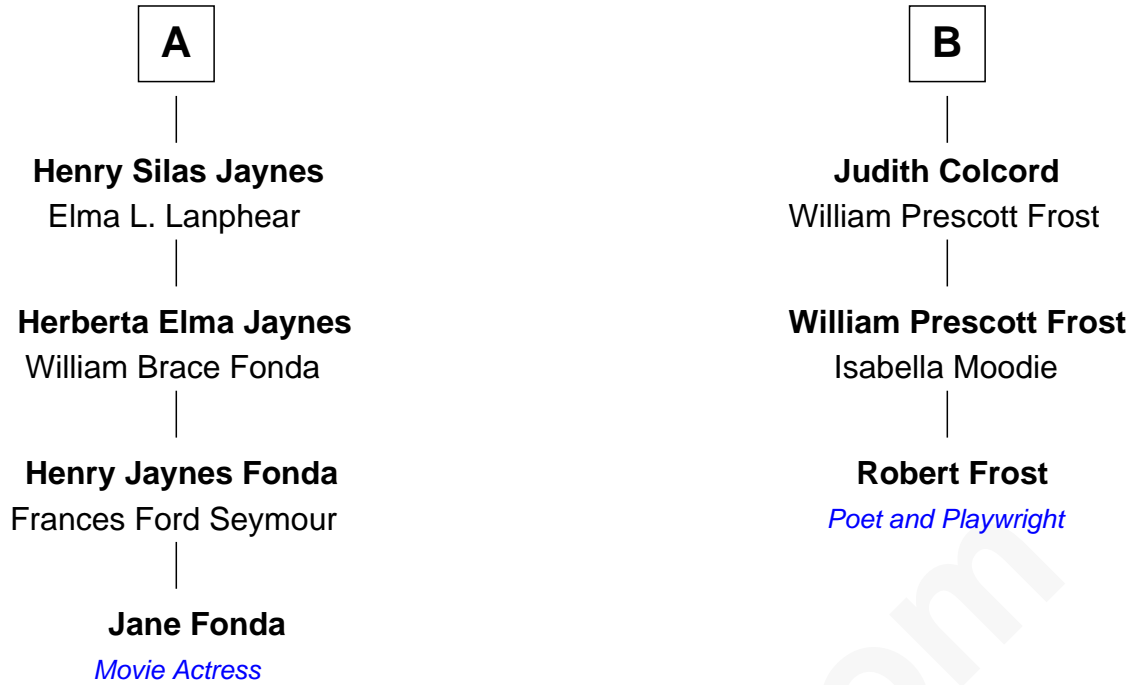 A
Henry Silas Jaynes
Elma L. Lanphear
Herberta Elma Jaynes
William Brace Fonda
Henry Jaynes Fonda
Frances Ford Seymour
Jane Fonda
Movie Actress
B
Judith Colcord
William Prescott Frost
William Prescott Frost
Isabella Moodie
Robert Frost
Poet and Playwright